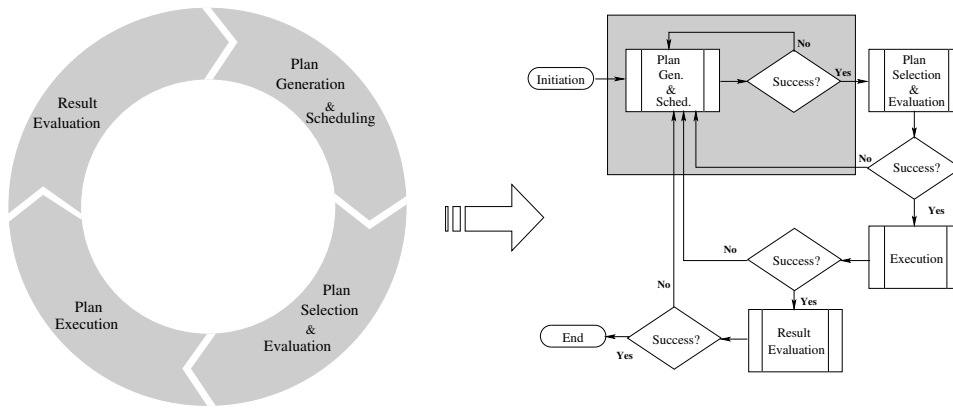 Plan
Generation
&
Scheduling
Result
Evaluation
Plan
Execution
Plan
Selection
&
Evaluation
Initiation
Plan
Gen.
&
Sched.
No
Success?
Yes
Plan
Selection
&
Evaluation
No
Success?
Yes
Execution
No
Success?
Yes
Result
Evaluation
No
Success?
Yes
End